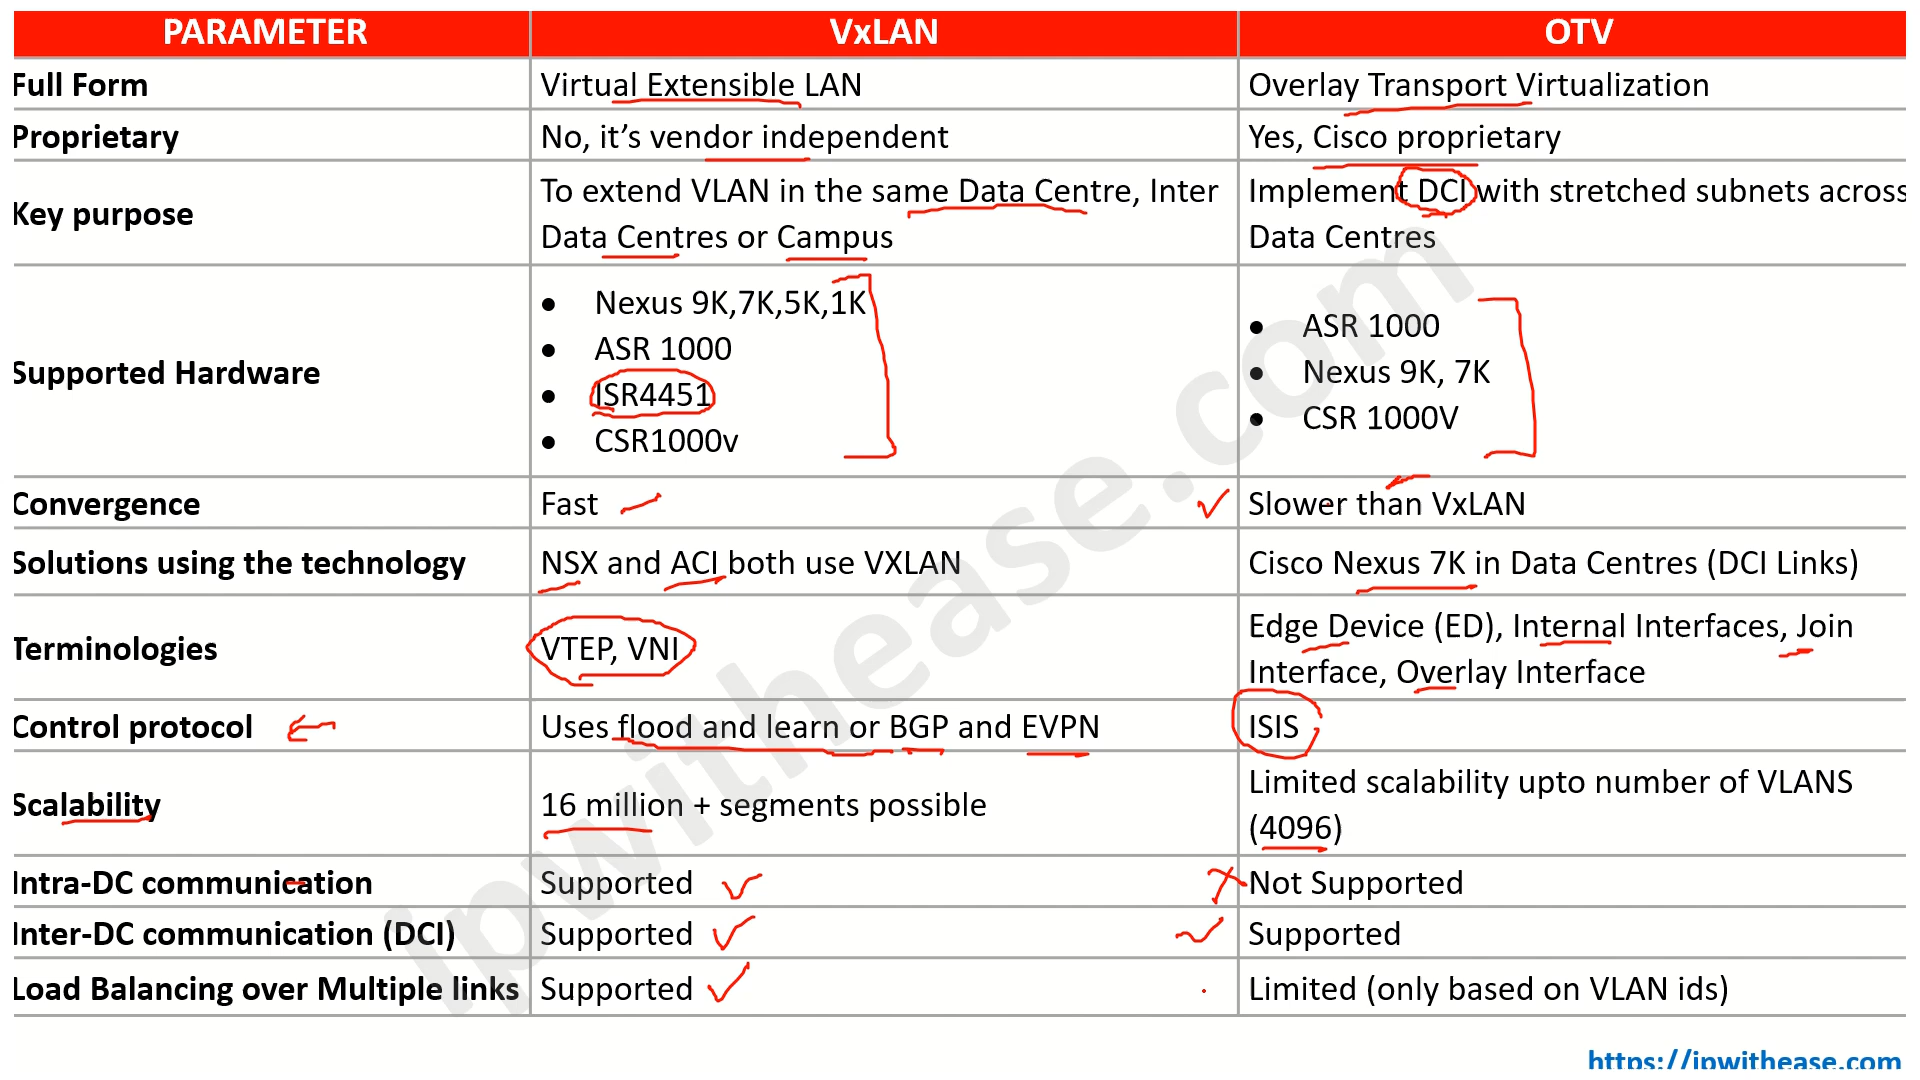 PARAMETER VxLAN OTV
Full Form Virtual Extensible LAN Overlay Transport Virtualization
Proprietary No, it’s vendor independent Yes, Cisco proprietary
Key purpose
To extend VLAN in the same Data Centre, Inter
Data Centres or Campus
Implement DCI with stretched subnets across
Data Centres
Supported Hardware
• Nexus 9K,7K,5K,1K
• ASR 1000
• ISR4451
• CSR1000v
• ASR 1000
• Nexus 9K, 7K
• CSR 1000V
Convergence Fast Slower than VxLAN
Solutions using the technology NSX and ACI both use VXLAN Cisco Nexus 7K in Data Centres (DCI Links)
Terminologies VTEP, VNI
Edge Device (ED), Internal Interfaces, Join
Interface, Overlay Interface
Control protocol Uses flood and learn or BGP and EVPN ISIS
Scalability 16 million + segments possible
Limited scalability upto number of VLANS
(4096)
Intra-DC communication Supported Not Supported
Inter-DC communication (DCI) Supported Supported
Load Balancing over Multiple links Supported Limited (only based on VLAN ids)
ipwithease.com
https://ipwithease.com